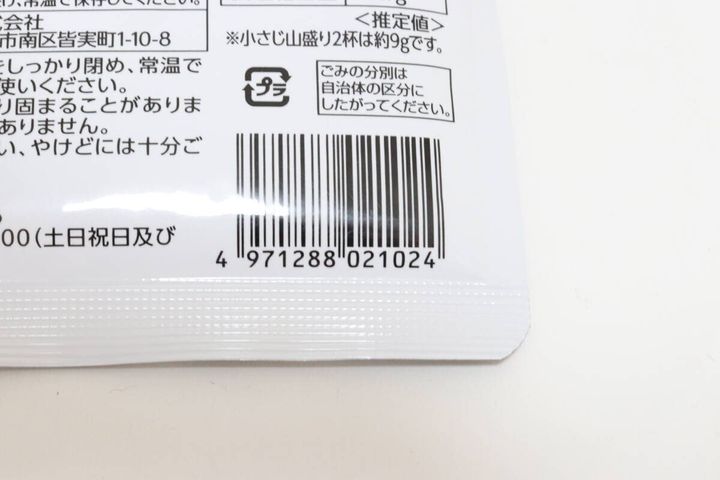 式会社
市南区皆実町1-10-8
をしっかり閉め、常温で
使いください。
り固まることがありま
ありません。
い、やけどには十分ご
00(土日祝日及び
<推定値>
※小さじ山盛り2杯は約9gです。
プラ
ごみの分別は
自治体の区分に
したがってください。
4 971288 021024